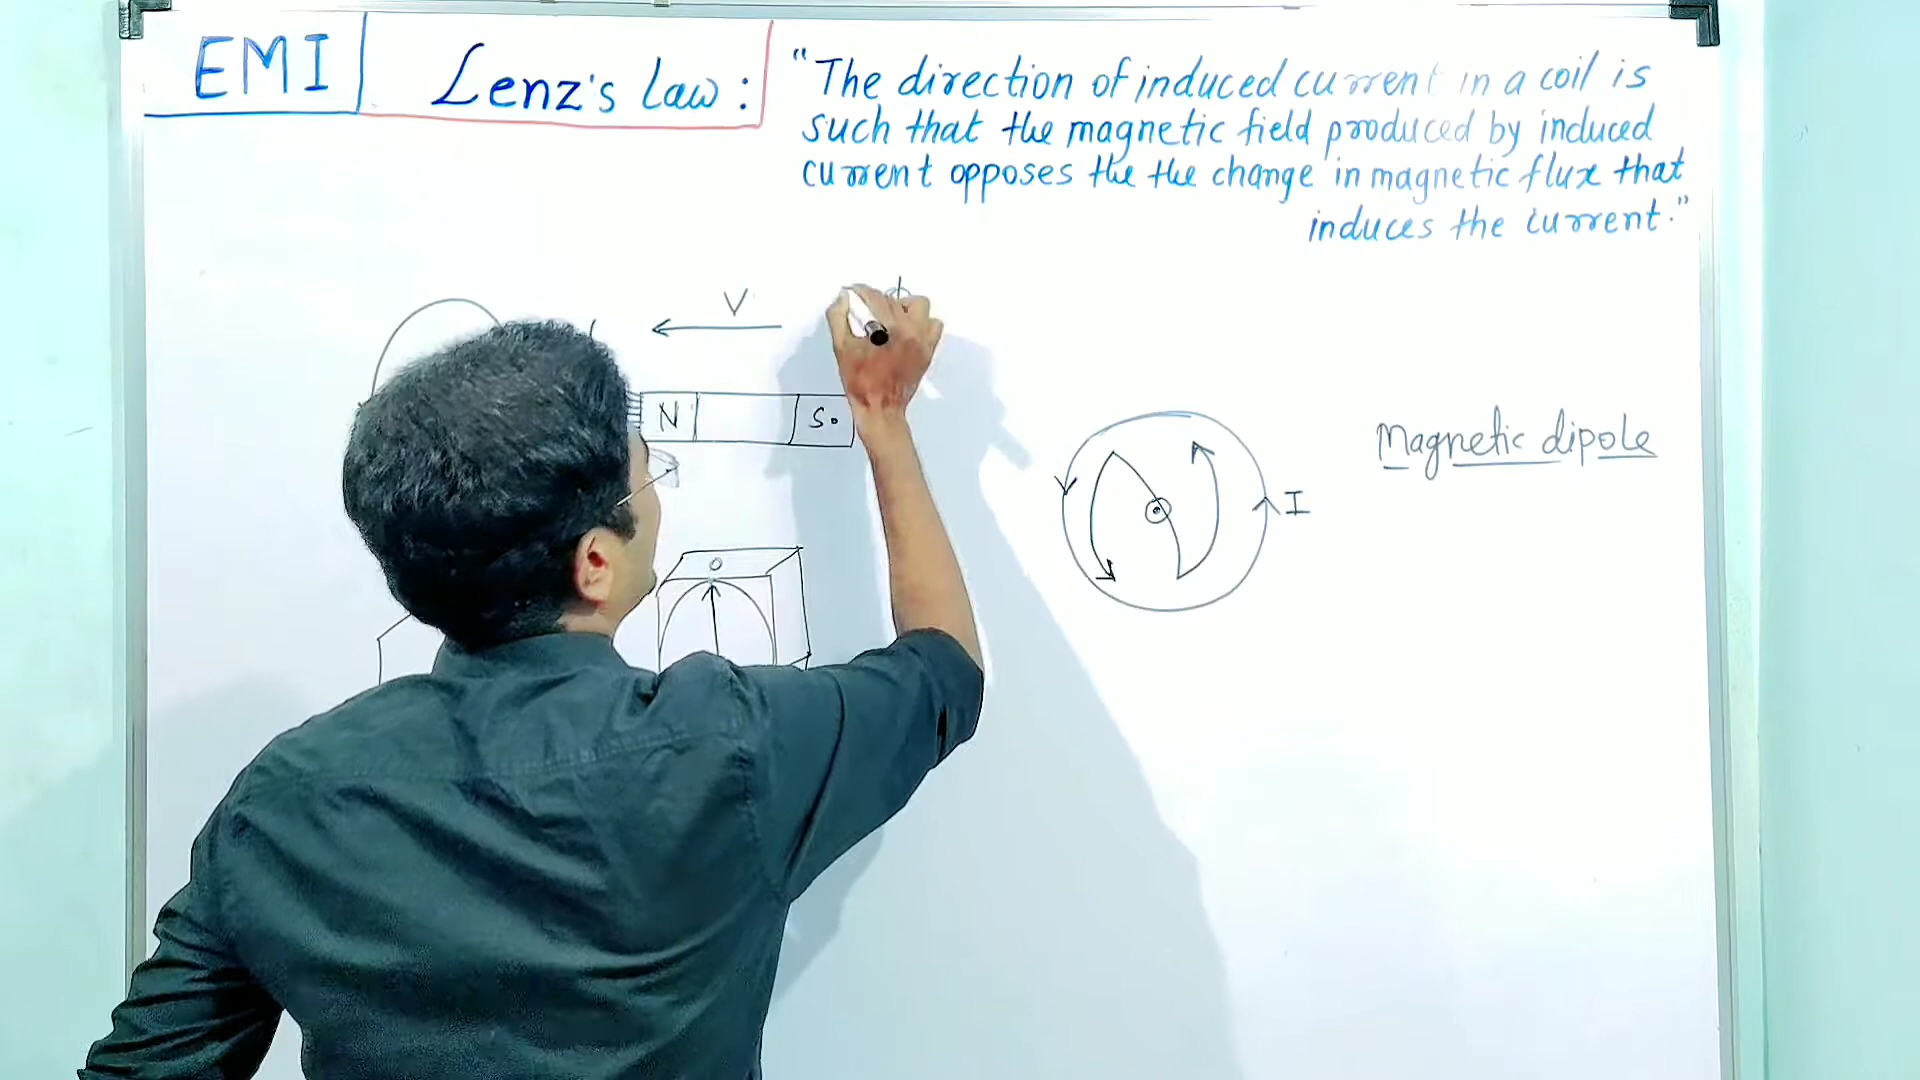 EMI
Lenz's Law:
"The direction of induced current in a coil is
such that the magnetic field produced by induced
current opposes the the change in magnetic flux that
induces the current."
V
N S
O
I
Magnetic dipole